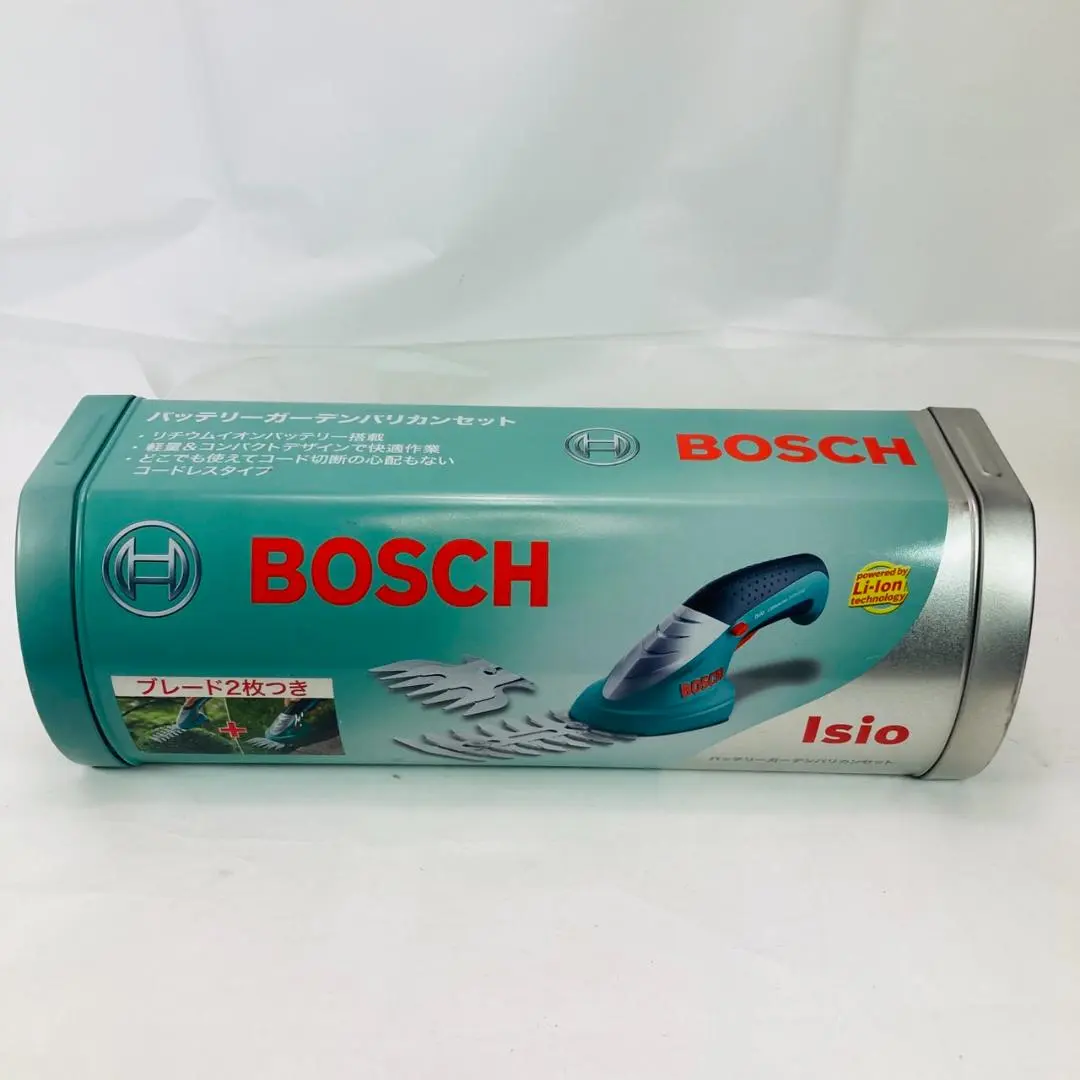 バッテリーガーデンバリカンセット
・リチウムイオンバッテリー搭載
軽量&コンパクトデザインで快適作業
・どこでも使えてコード切断の心配もない
コードレスタイプ
BOSCH
BOSCH
powered by
Li-Ion
technology
BOSCH
ブレード2枚つき
+
Isio
バッテリーガーデンバリカンセット